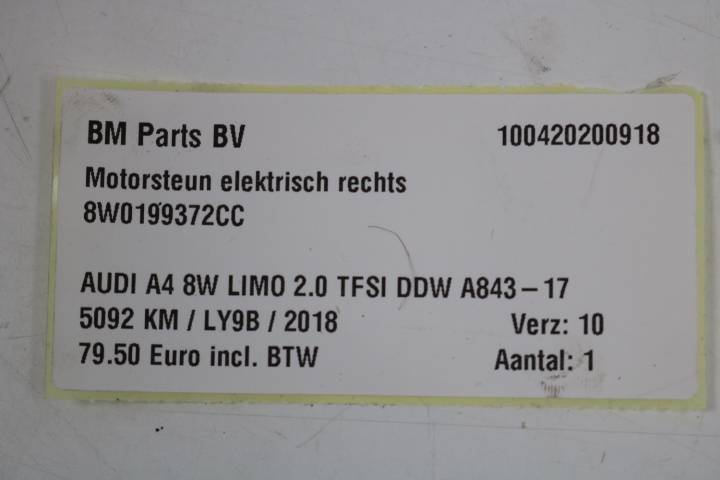 BM Parts BV 100420200918
Motorsteun elektrisch rechts
8W0199372CC
AUDI A4 8W LIMO 2.0 TFSI DDW A843-17
5092 KM / LY9B / 2018 Verz: 10
79.50 Euro incl. BTW Aantal: 1